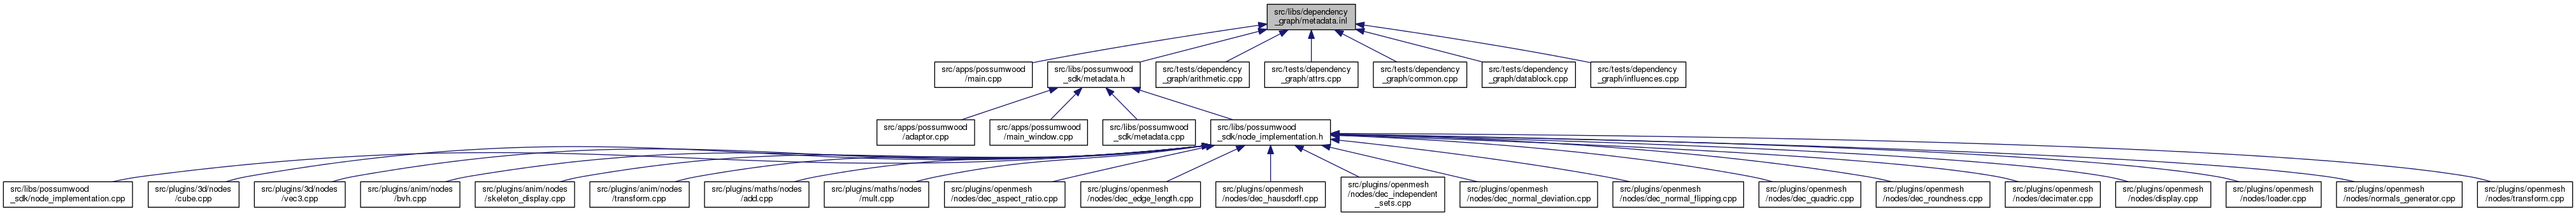 src/libs/dependency
_graph/metadata.inl
src/apps/possumwood
/main.cpp
src/libs/possumwood
_sdk/metadata.h
src/tests/dependency
_graph/arithmetic.cpp
src/tests/dependency
_graph/attrs.cpp
src/tests/dependency
_graph/common.cpp
src/tests/dependency
_graph/datablock.cpp
src/tests/dependency
_graph/influences.cpp
src/apps/possumwood
/adaptor.cpp
src/apps/possumwood
/main_window.cpp
src/libs/possumwood
_sdk/metadata.cpp
src/libs/possumwood
_sdk/node_implementation.h
src/libs/possumwood
_sdk/node_implementation.cpp
src/plugins/3d/nodes
/cube.cpp
src/plugins/3d/nodes
/vec3.cpp
src/plugins/anim/nodes
/bvh.cpp
src/plugins/anim/nodes
/skeleton_display.cpp
src/plugins/anim/nodes
/transform.cpp
src/plugins/maths/nodes
/add.cpp
src/plugins/maths/nodes
/mult.cpp
src/plugins/openmesh
/nodes/dec_aspect_ratio.cpp
src/plugins/openmesh
/nodes/dec_edge_length.cpp
src/plugins/openmesh
/nodes/dec_hausdorff.cpp
src/plugins/openmesh
/nodes/dec_independent
_sets.cpp
src/plugins/openmesh
/nodes/dec_normal_deviation.cpp
src/plugins/openmesh
/nodes/dec_normal_flipping.cpp
src/plugins/openmesh
/nodes/dec_quadric.cpp
src/plugins/openmesh
/nodes/dec_roundness.cpp
src/plugins/openmesh
/nodes/decimater.cpp
src/plugins/openmesh
/nodes/display.cpp
src/plugins/openmesh
/nodes/loader.cpp
src/plugins/openmesh
/nodes/normals_generator.cpp
src/plugins/openmesh
/nodes/transform.cpp